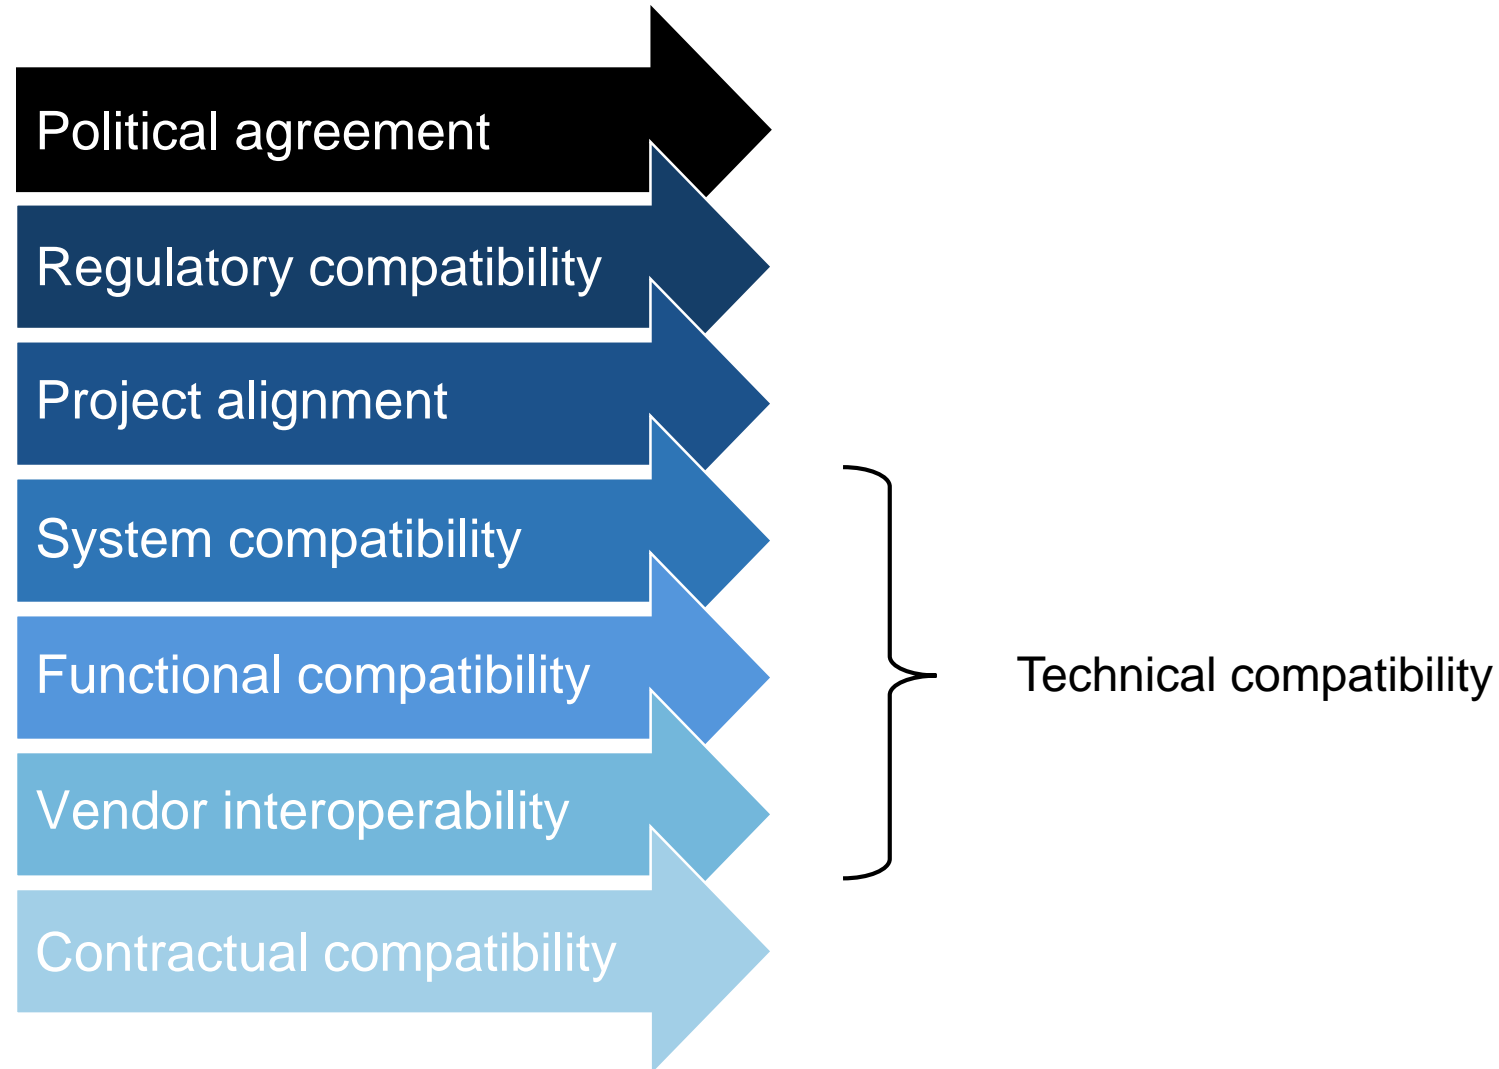 Political agreement
Regulatory compatibility
Project alignment
System compatibility
Functional compatibility
Technical compatibility
Vendor interoperability
Contractual compatibility